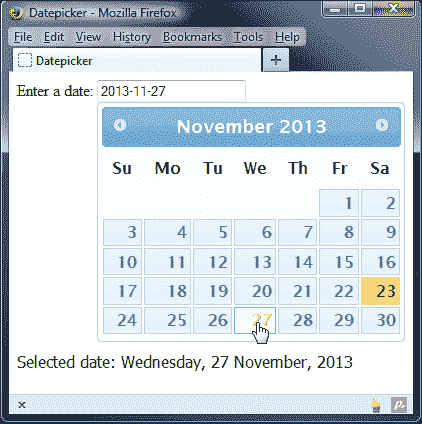 Datepicker - Mozilla Firefox
File Edit View History Bookmarks Tools Help
Datepicker +
Enter a date: 2013-11-27
November 2013
Su Mo Tu We Th Fr Sa
1 2
3 4 5 6 7 8 9
10 11 12 13 14 15 16
17 18 19 20 21 22 23
24 25 26 27 28 29 30
Selected date: Wednesday, 27 November, 2013
x